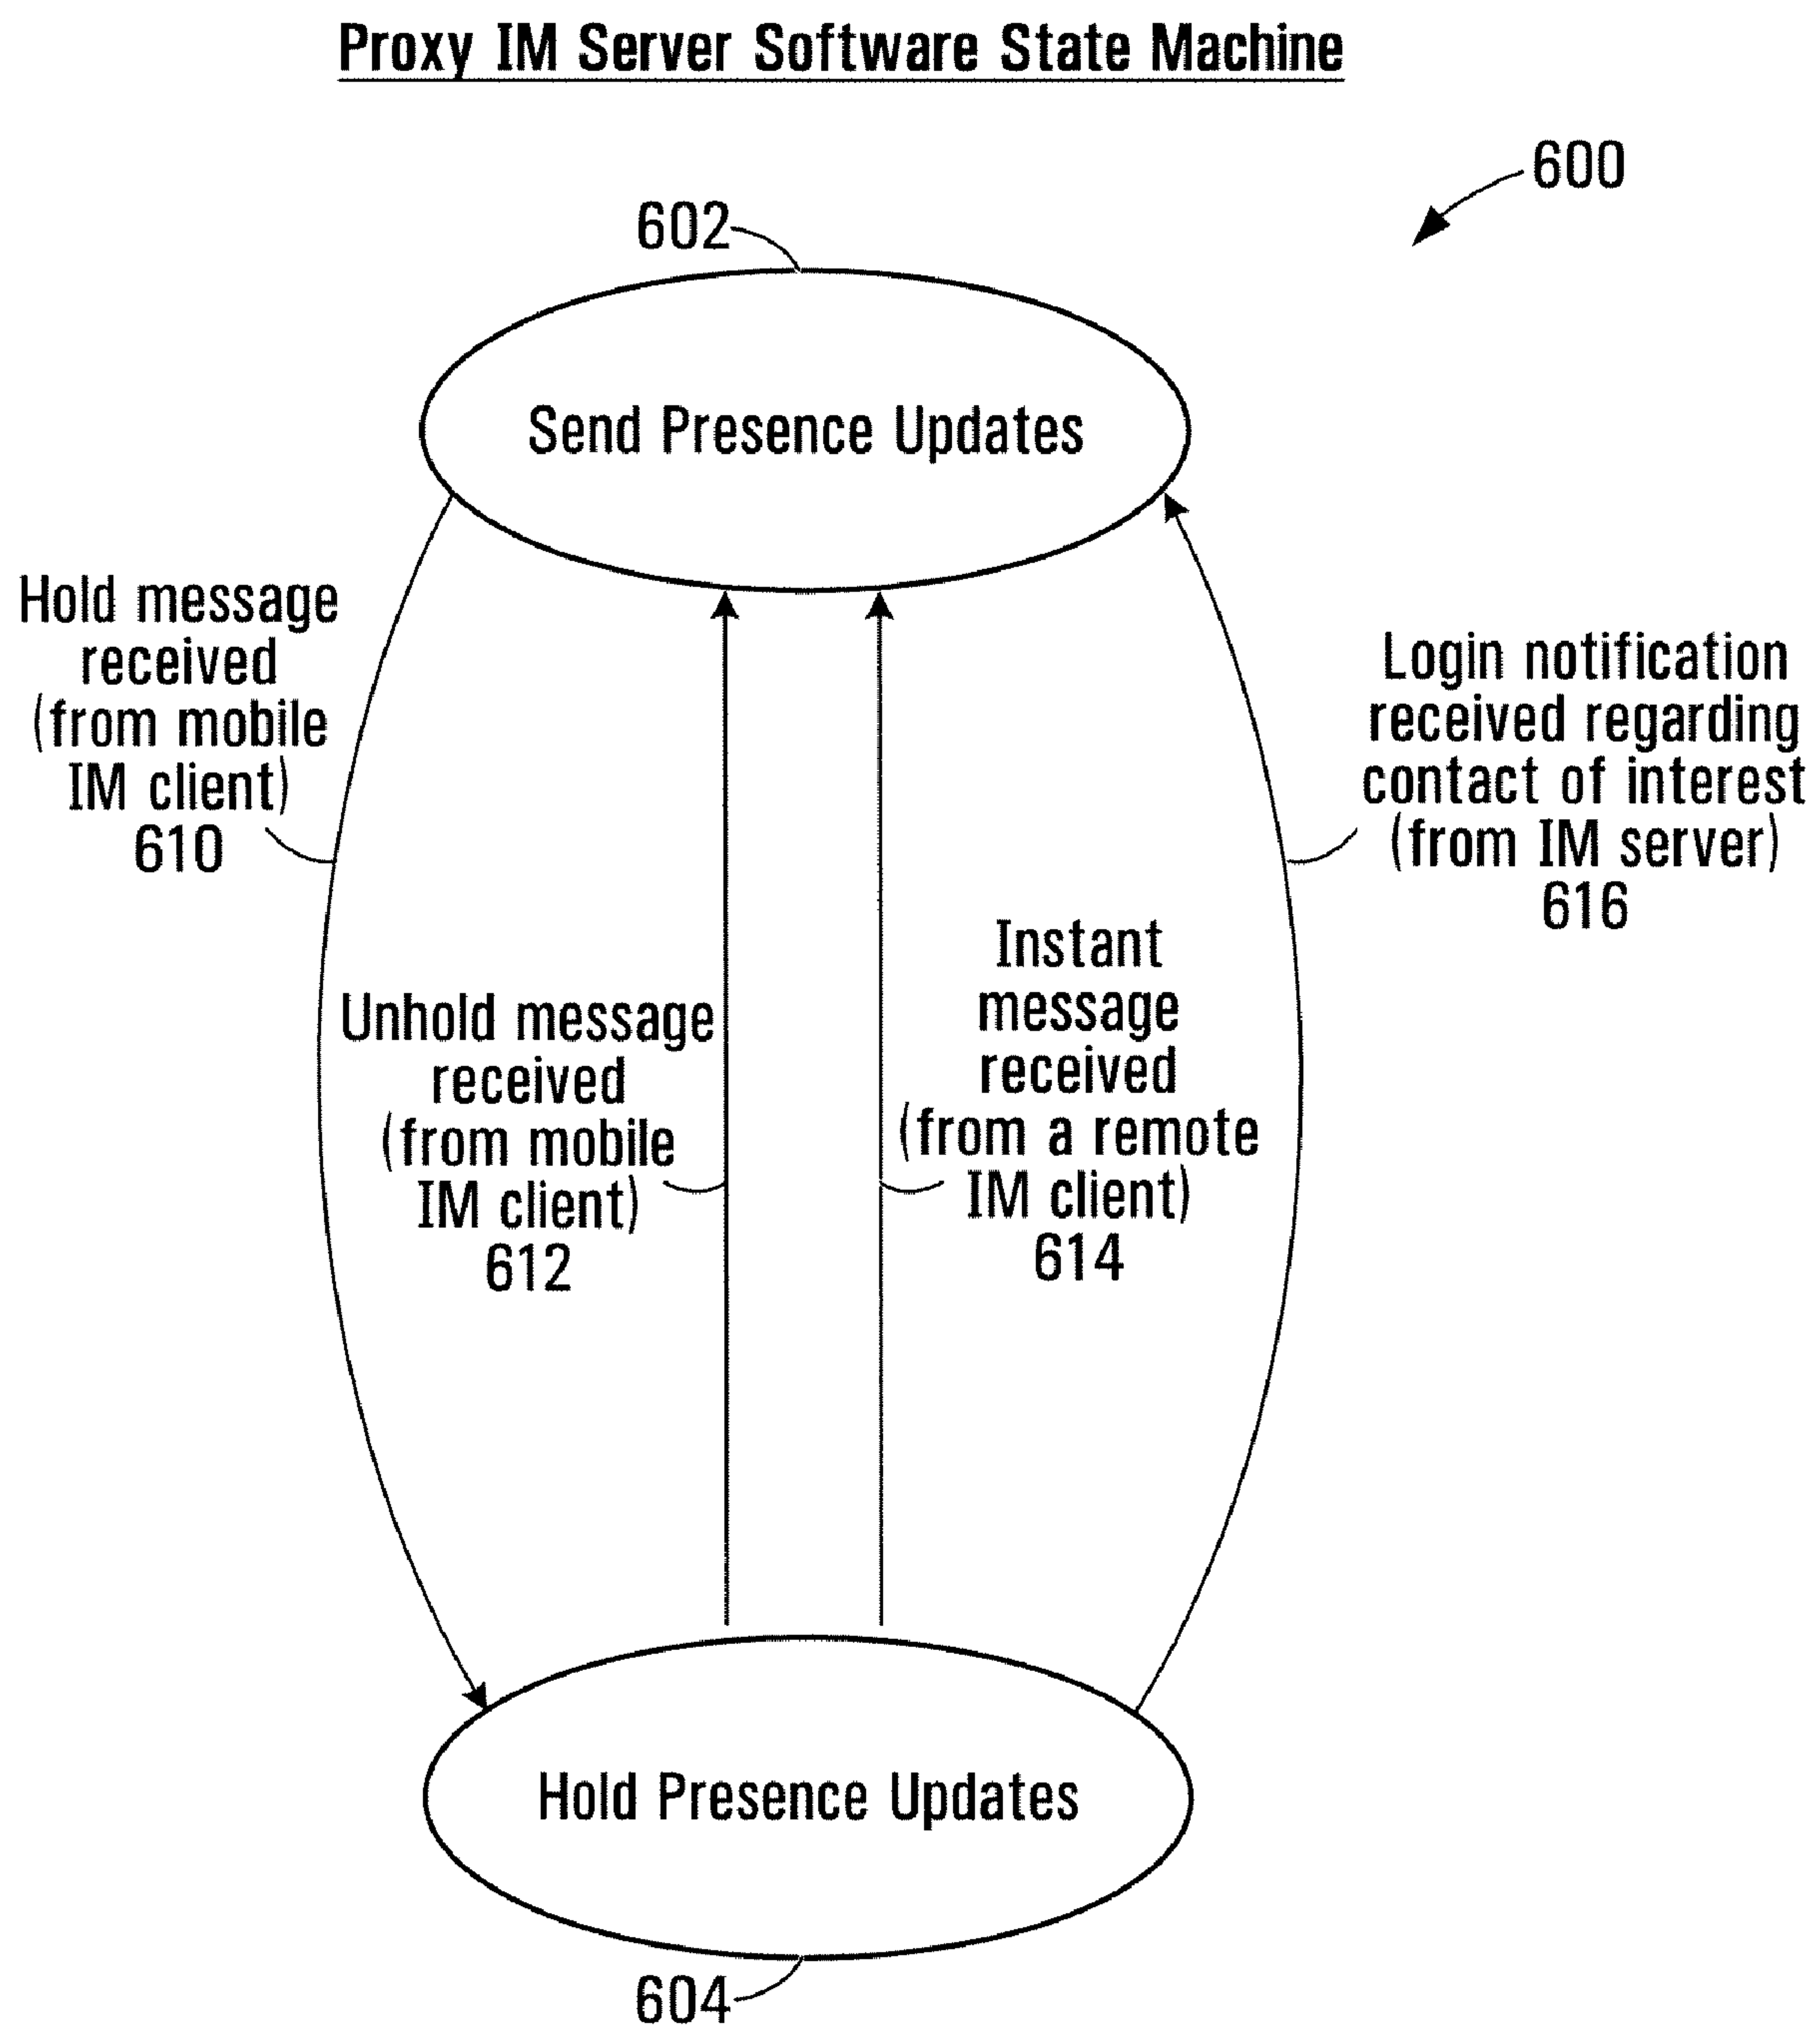 Proxy IM Server Software State Machine
600
602
Send Presence Updates
Hold message
received
(from mobile
IM client)
610
Login notification
received regarding
contact of interest
(from IM server)
616
Unhold message
received
(from mobile
IM client)
612
Instant
message
received
(from a remote
IM client)
614
Hold Presence Updates
604